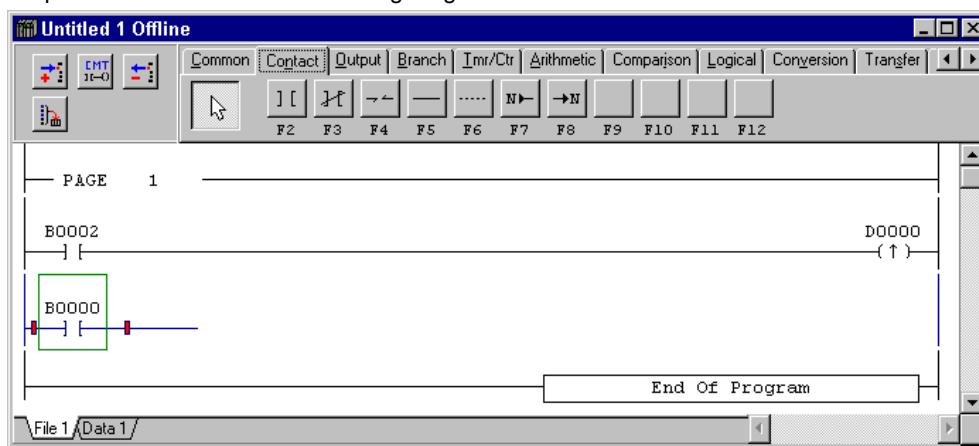 Untitled 1 Offline
CMT
Common Contact Output Branch Tmr/Ctr Arithmetic Comparison Logical Conversion Transfer
N N
F2 F3 F4 F5 F6 F7 F8 F9 F10 F11 F12
PAGE 1
B0002 D0000
B0000
End Of Program
File 1 Data 1